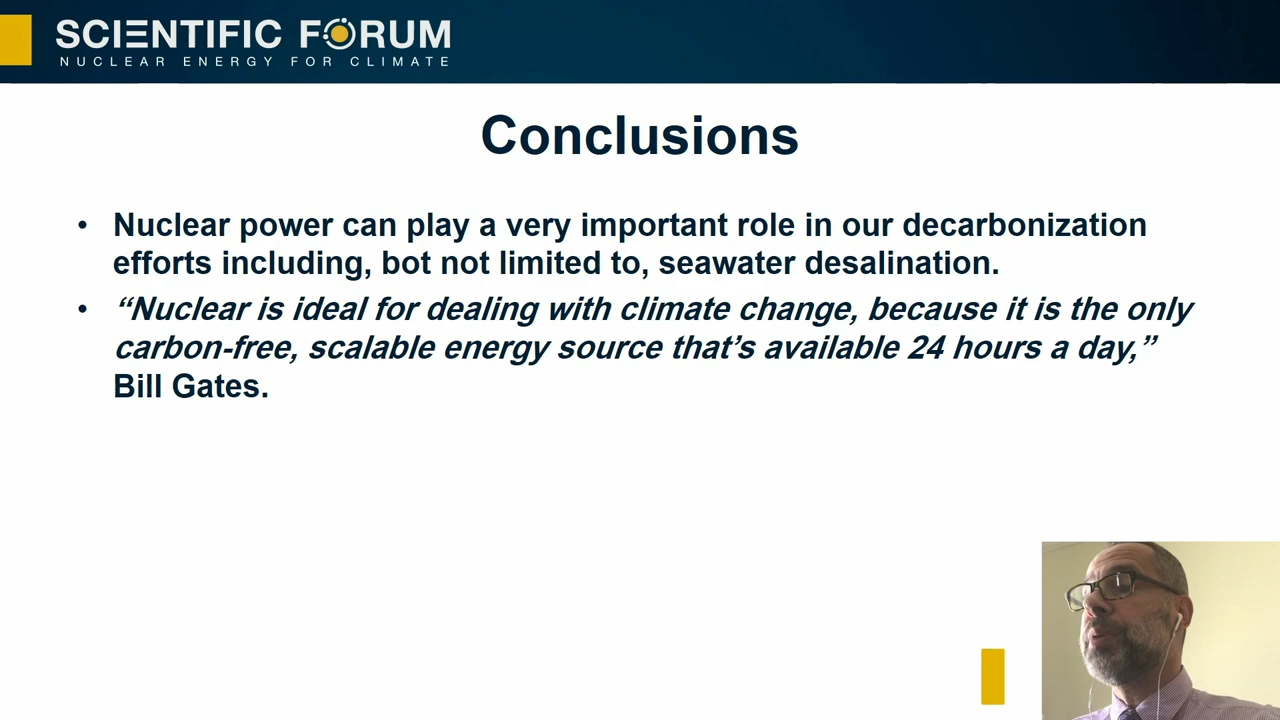 SCIENTIFIC FORUM
NUCLEAR ENERGY FOR CLIMATE
Conclusions
• Nuclear power can play a very important role in our decarbonization
efforts including, bot not limited to, seawater desalination.
• “Nuclear is ideal for dealing with climate change, because it is the only
carbon-free, scalable energy source that’s available 24 hours a day,”
Bill Gates.